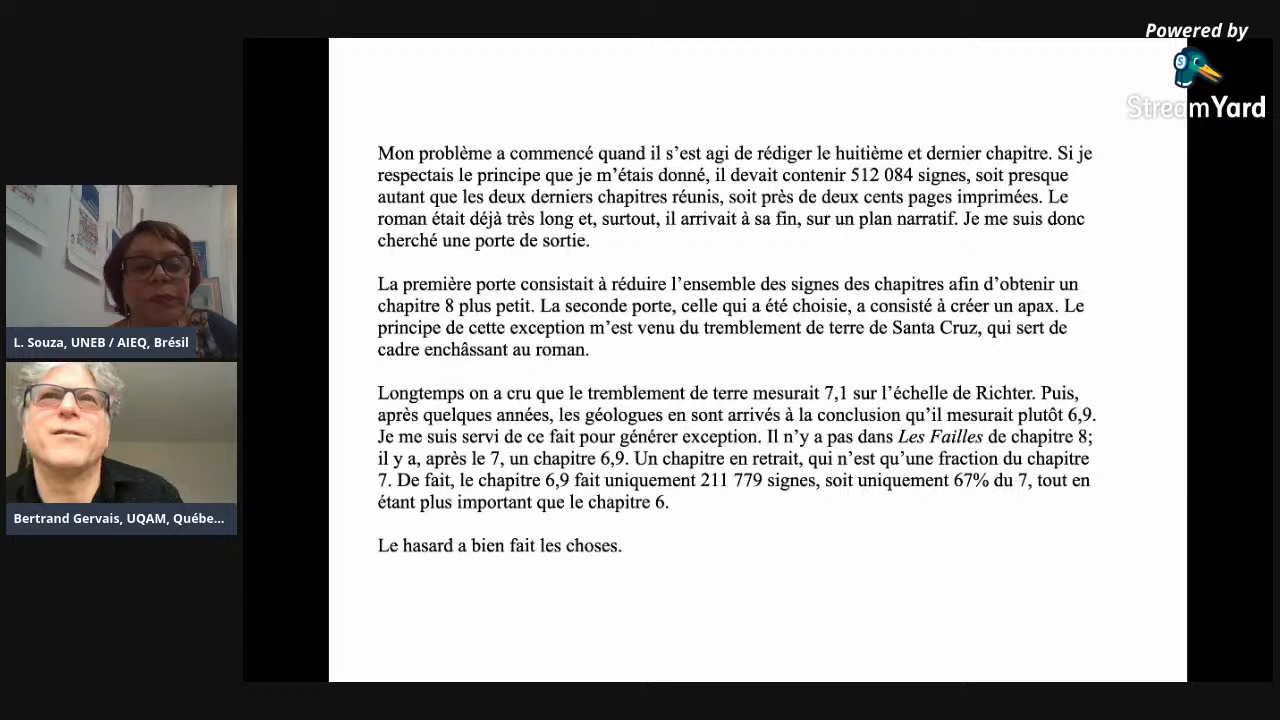 Powered by
StreamYard
Mon problème a commencé quand il s’est agi de rédiger le huitième et dernier chapitre. Si je
respectais le principe que je m’étais donné, il devait contenir 512 084 signes, soit presque
autant que les deux derniers chapitres réunis, soit près de deux cents pages imprimées. Le
roman était déjà très long et, surtout, il arrivait à sa fin, sur un plan narratif. Je me suis donc
cherché une porte de sortie.
La première porte consistait à réduire l’ensemble des signes des chapitres afin d’obtenir un
chapitre 8 plus petit. La seconde porte, celle qui a été choisie, a consisté à créer un apax. Le
principe de cette exception m’est venu du tremblement de terre de Santa Cruz, qui sert de
cadre enchâssant au roman.
Longtemps on a cru que le tremblement de terre mesurait 7,1 sur l’échelle de Richter. Puis,
après quelques années, les géologues en sont arrivés à la conclusion qu’il mesurait plutôt 6,9.
Je me suis servi de ce fait pour générer exception. Il n’y a pas dans Les Failles de chapitre 8;
il y a, après le 7, un chapitre 6,9. Un chapitre en retrait, qui n’est qu’une fraction du chapitre
7. De fait, le chapitre 6,9 fait uniquement 211 779 signes, soit uniquement 67% du 7, tout en
étant plus important que le chapitre 6.
Le hasard a bien fait les choses.
L. Souza, UNEB / AIEQ, Brésil
Bertrand Gervais, UQAM, Québe...